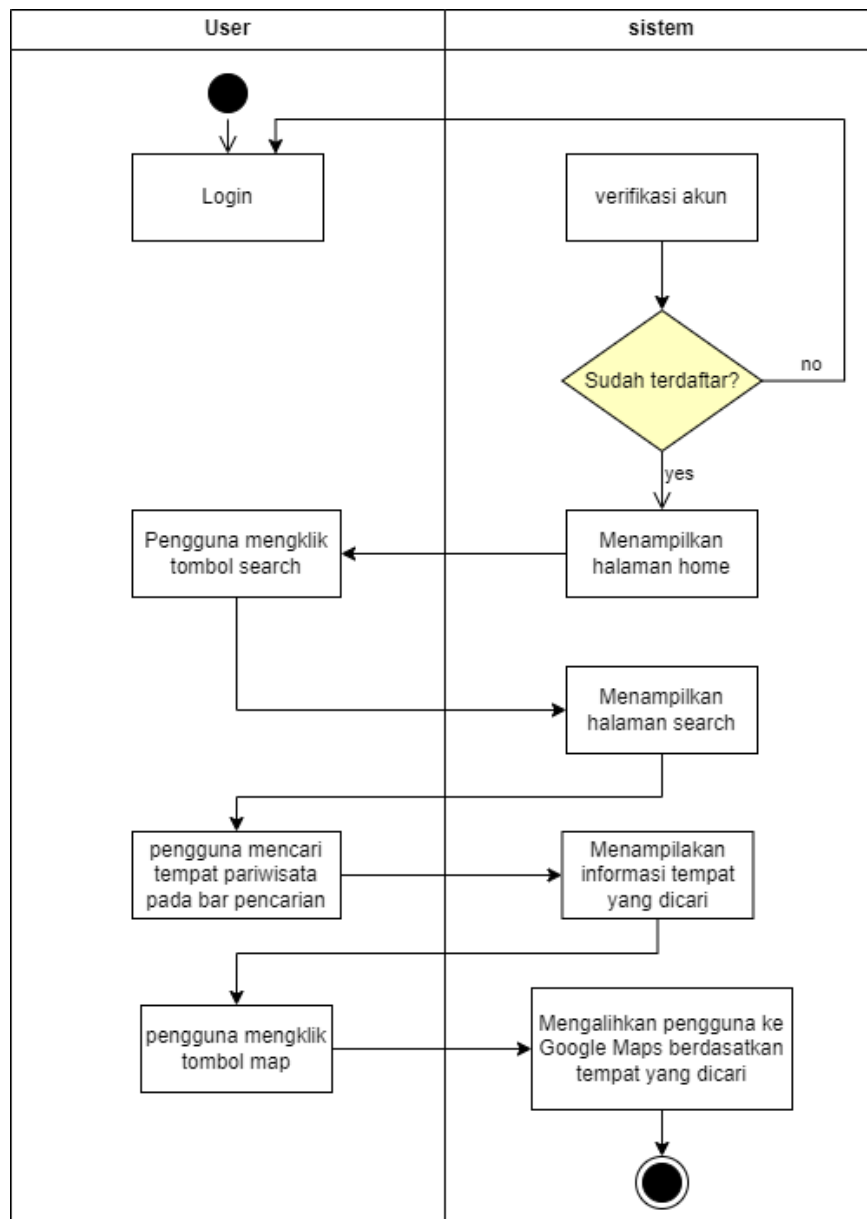 User
sistem
Login
verifikasi akun
Sudah terdaftar?
no
yes
Pengguna mengklik
tombol search
Menampilkan
halaman home
Menampilkan
halaman search
pengguna mencari
tempat pariwisata
pada bar pencarian
Menampilakan
informasi tempat
yang dicari
pengguna mengklik
tombol map
Mengalihkan pengguna ke
Google Maps berdasatkan
tempat yang dicari